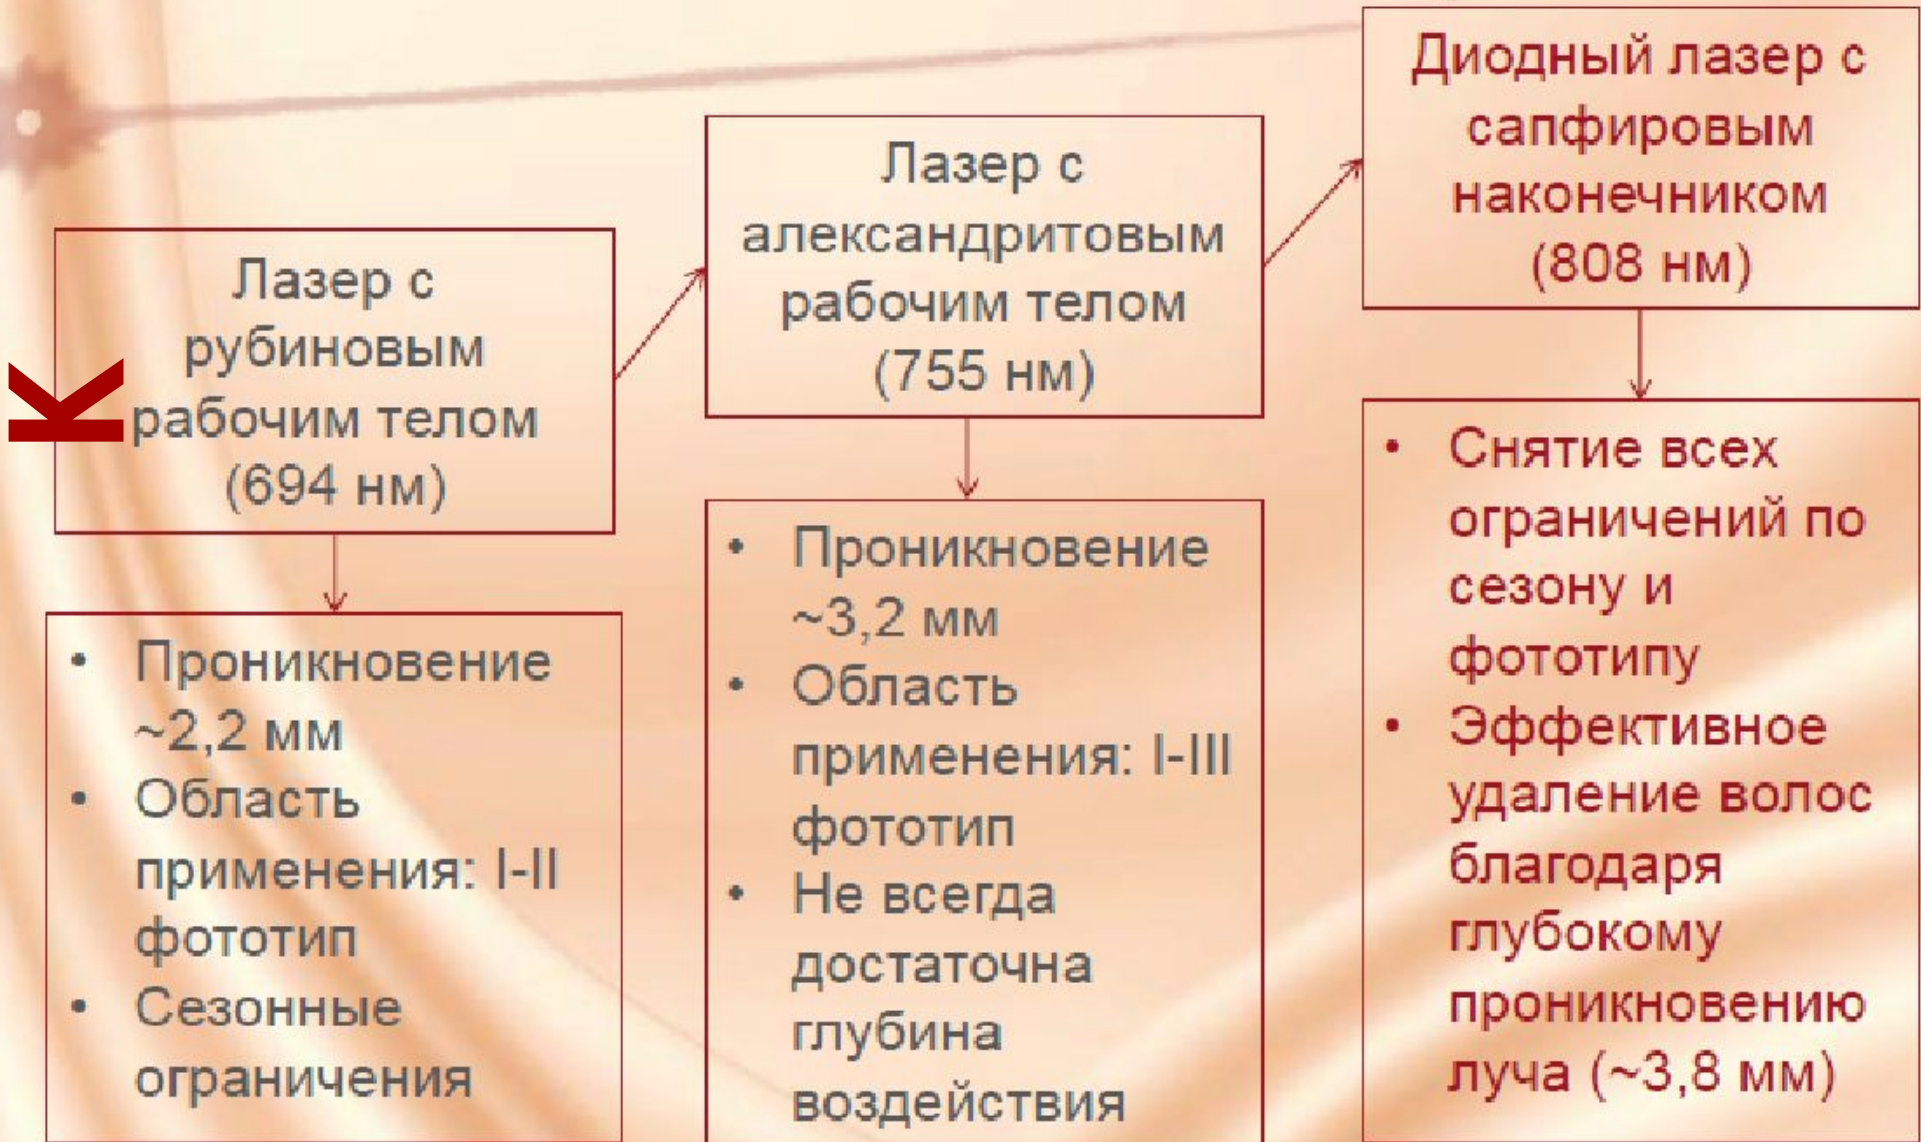 К
Лазер с
рубиновым
рабочим телом
(694 нм)
• Проникновение
~2,2 мм
• Область
применения: I-II
фототип
• Сезонные
ограничения
Лазер с
александритовым
рабочим телом
(755 нм)
• Проникновение
~3,2 мм
• Область
применения: I-III
фототип
• Не всегда
достаточна
глубина
воздействия
Диодный лазер с
сапфировым
наконечником
(808 нм)
• Снятие всех
ограничений по
сезону и
фототипу
• Эффективное
удаление волос
благодаря
глубокому
проникновению
луча (~3,8 мм)